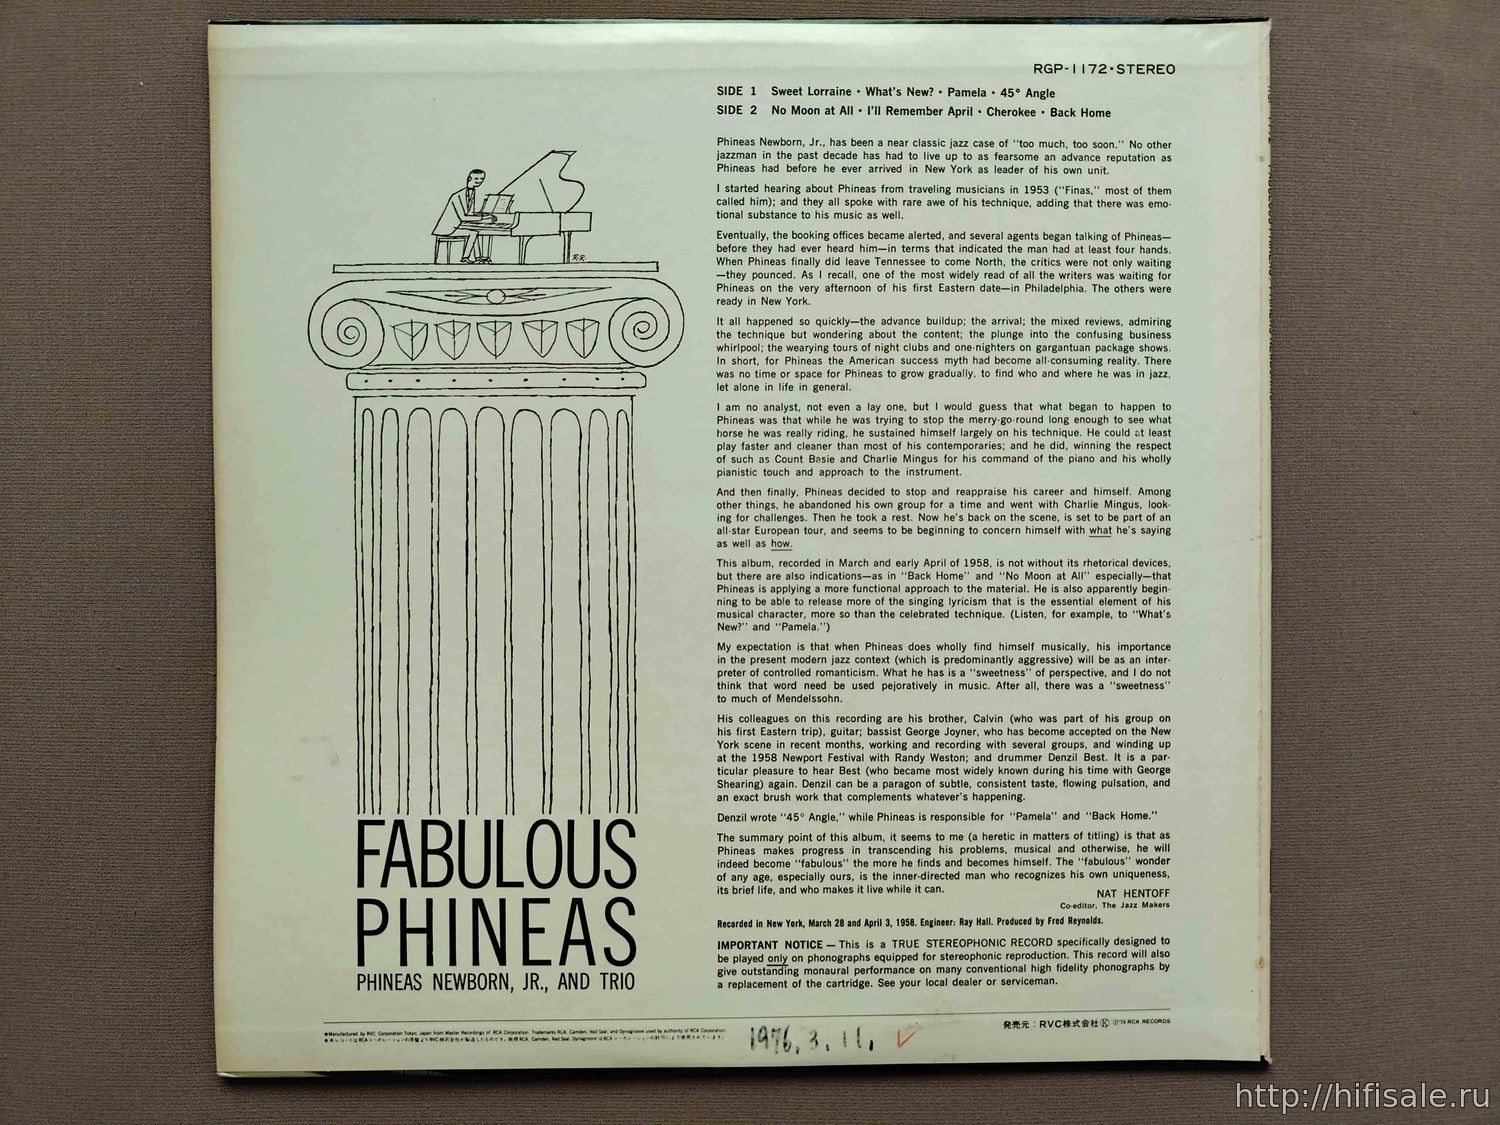 RGP-1172•STEREO
SIDE 1 Sweet Lorraine • What's New? • Pamela • 45° Angle
SIDE 2 No Moon at All • I'll Remember April • Cherokee • Back Home
Phineas Newborn, Jr., has been a near classic jazz case of "too much, too soon." No other
jazzman in the past decade has had to live up to as fearsome an advance reputation as
Phineas had before he ever arrived in New York as leader of his own unit.
I started hearing about Phineas from traveling musicians in 1953 ("Finas," most of them
called him); and they all spoke with rare awe of his technique, adding that there was emo-
tional substance to his music as well.
Eventually, the booking offices became alerted, and several agents began talking of Phineas—
before they had ever heard him—in terms that indicated the man had at least four hands.
When Phineas finally did leave Tennessee to come North, the critics were not only waiting
—they pounced. As I recall, one of the most widely read of all the writers was waiting for
Phineas on the very afternoon of his first Eastern date—in Philadelphia. The others were
ready in New York.
It all happened so quickly—the advance buildup; the arrival; the mixed reviews, admiring
the technique but wondering about the content; the plunge into the confusing business
whirlpool; the wearying tours of night clubs and one-nighters on gargantuan package shows.
In short, for Phineas the American success myth had become all-consuming reality. There
was no time or space for Phineas to grow gradually, to find who and where he was in jazz,
let alone in life in general.
I am no analyst, not even a lay one, but I would guess that what began to happen to
Phineas was that while he was trying to stop the merry-go-round long enough to see what
horse he was really riding, he sustained himself largely on his technique. He could at least
play faster and cleaner than most of his contemporaries; and he did, winning the respect
of such as Count Basie and Charlie Mingus for his command of the piano and his wholly
pianistic touch and approach to the instrument.
And then finally, Phineas decided to stop and reappraise his career and himself. Among
other things, he abandoned his own group for a time and went with Charlie Mingus, look-
ing for challenges. Then he took a rest. Now he's back on the scene, is set to be part of an
all-star European tour, and seems to be beginning to concern himself with what he's saying
as well as how.
This album, recorded in March and early April of 1958, is not without its rhetorical devices,
but there are also indications—as in "Back Home" and "No Moon at All" especially—that
Phineas is applying a more functional approach to the material. He is also apparently begin-
ning to be able to release more of the singing lyricism that is the essential element of his
musical character, more so than the celebrated technique. (Listen, for example, to "What's
New?" and "Pamela.")
My expectation is that when Phineas does wholly find himself musically, his importance
in the present modern jazz context (which is predominantly aggressive) will be as an inter-
preter of controlled romanticism. What he has is a "sweetness" of perspective, and I do not
think that word need be used pejoratively in music. After all, there was a "sweetness"
to much of Mendelssohn.
His colleagues on this recording are his brother, Calvin (who was part of his group on
his first Eastern trip), guitar; bassist George Joyner, who has become accepted on the New
York scene in recent months, working and recording with several groups, and winding up
at the 1958 Newport Festival with Randy Weston; and drummer Denzil Best. It is a par-
ticular pleasure to hear Best (who became most widely known during his time with George
Shearing) again. Denzil can be a paragon of subtle, consistent taste, flowing pulsation, and
an exact brush work that complements whatever's happening.
Denzil wrote "45° Angle," while Phineas is responsible for "Pamela" and "Back Home."
The summary point of this album, it seems to me (a heretic in matters of titling) is that as
Phineas makes progress in transcending his problems, musical and otherwise, he will
indeed become "fabulous" the more he finds and becomes himself. The "fabulous" wonder
of any age, especially ours, is the inner-directed man who recognizes his own uniqueness,
its brief life, and who makes it live while it can.
NAT HENTOFF
Co-editor, The Jazz Makers
Recorded in New York, March 28 and April 3, 1958. Engineer: Ray Hall. Produced by Fred Reynolds.
IMPORTANT NOTICE — This is a TRUE STEREOPHONIC RECORD specifically designed to
be played only on phonographs equipped for stereophonic reproduction. This record will also
give outstanding monaural performance on many conventional high fidelity phonographs by
a replacement of the cartridge. See your local dealer or serviceman.
R.R.
FABULOUS
PHINEAS
PHINEAS NEWBORN, JR., AND TRIO
●Manufactured by RVC Corporation Tokyo, Japan from Master Recordings of RCA Corporation. Trademarks RCA, Camden, Red Seal, and Dynagroove used by authority of RCA Corporation.
1976. 3. 11. ✓
発売元：RVC株式会社Ⓚ Ⓟ'76 RCA RECORDS
http://hifisale.ru